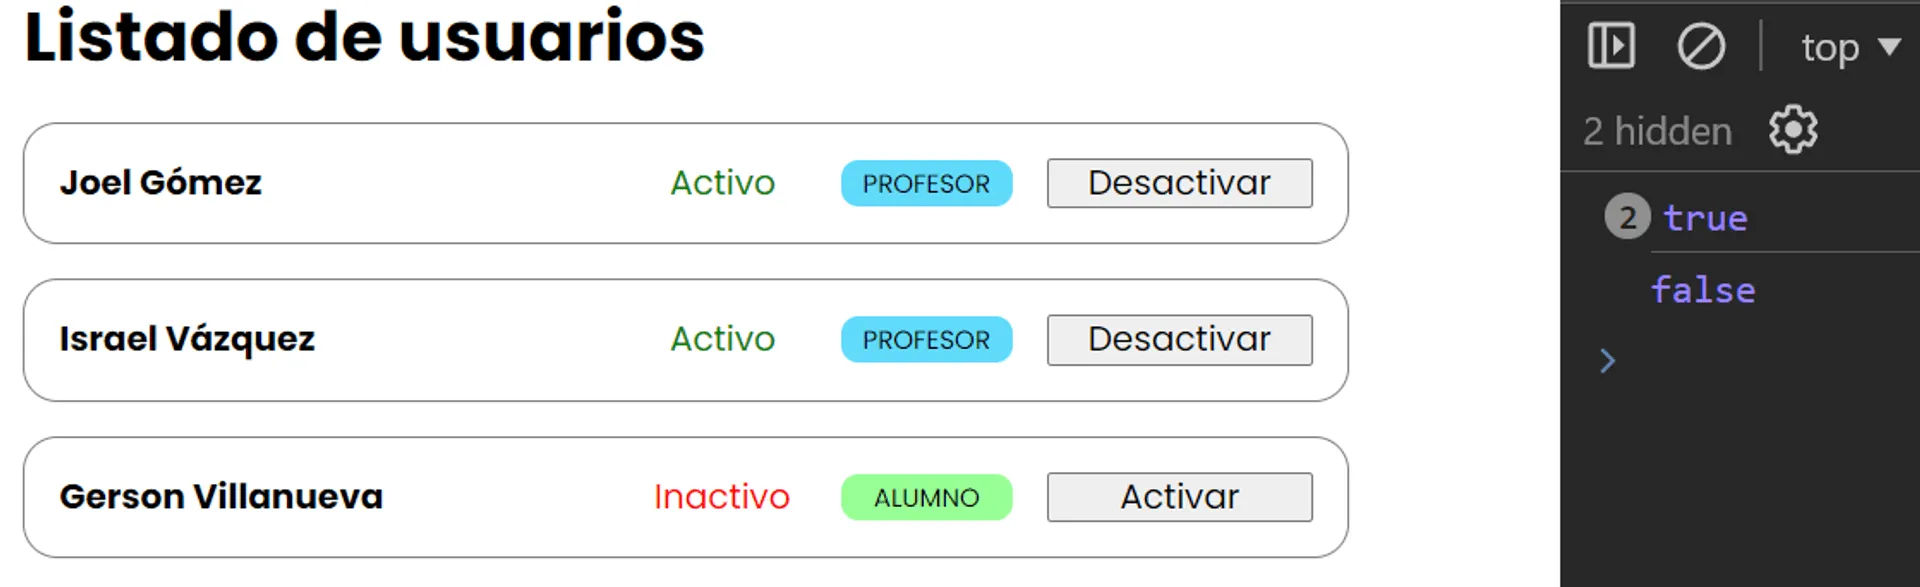 Listado de usuarios
Joel Gómez Activo PROFESOR Desactivar
Israel Vázquez Activo PROFESOR Desactivar
Gerson Villanueva Inactivo ALUMNO Activar
top
2 hidden
2 true
false